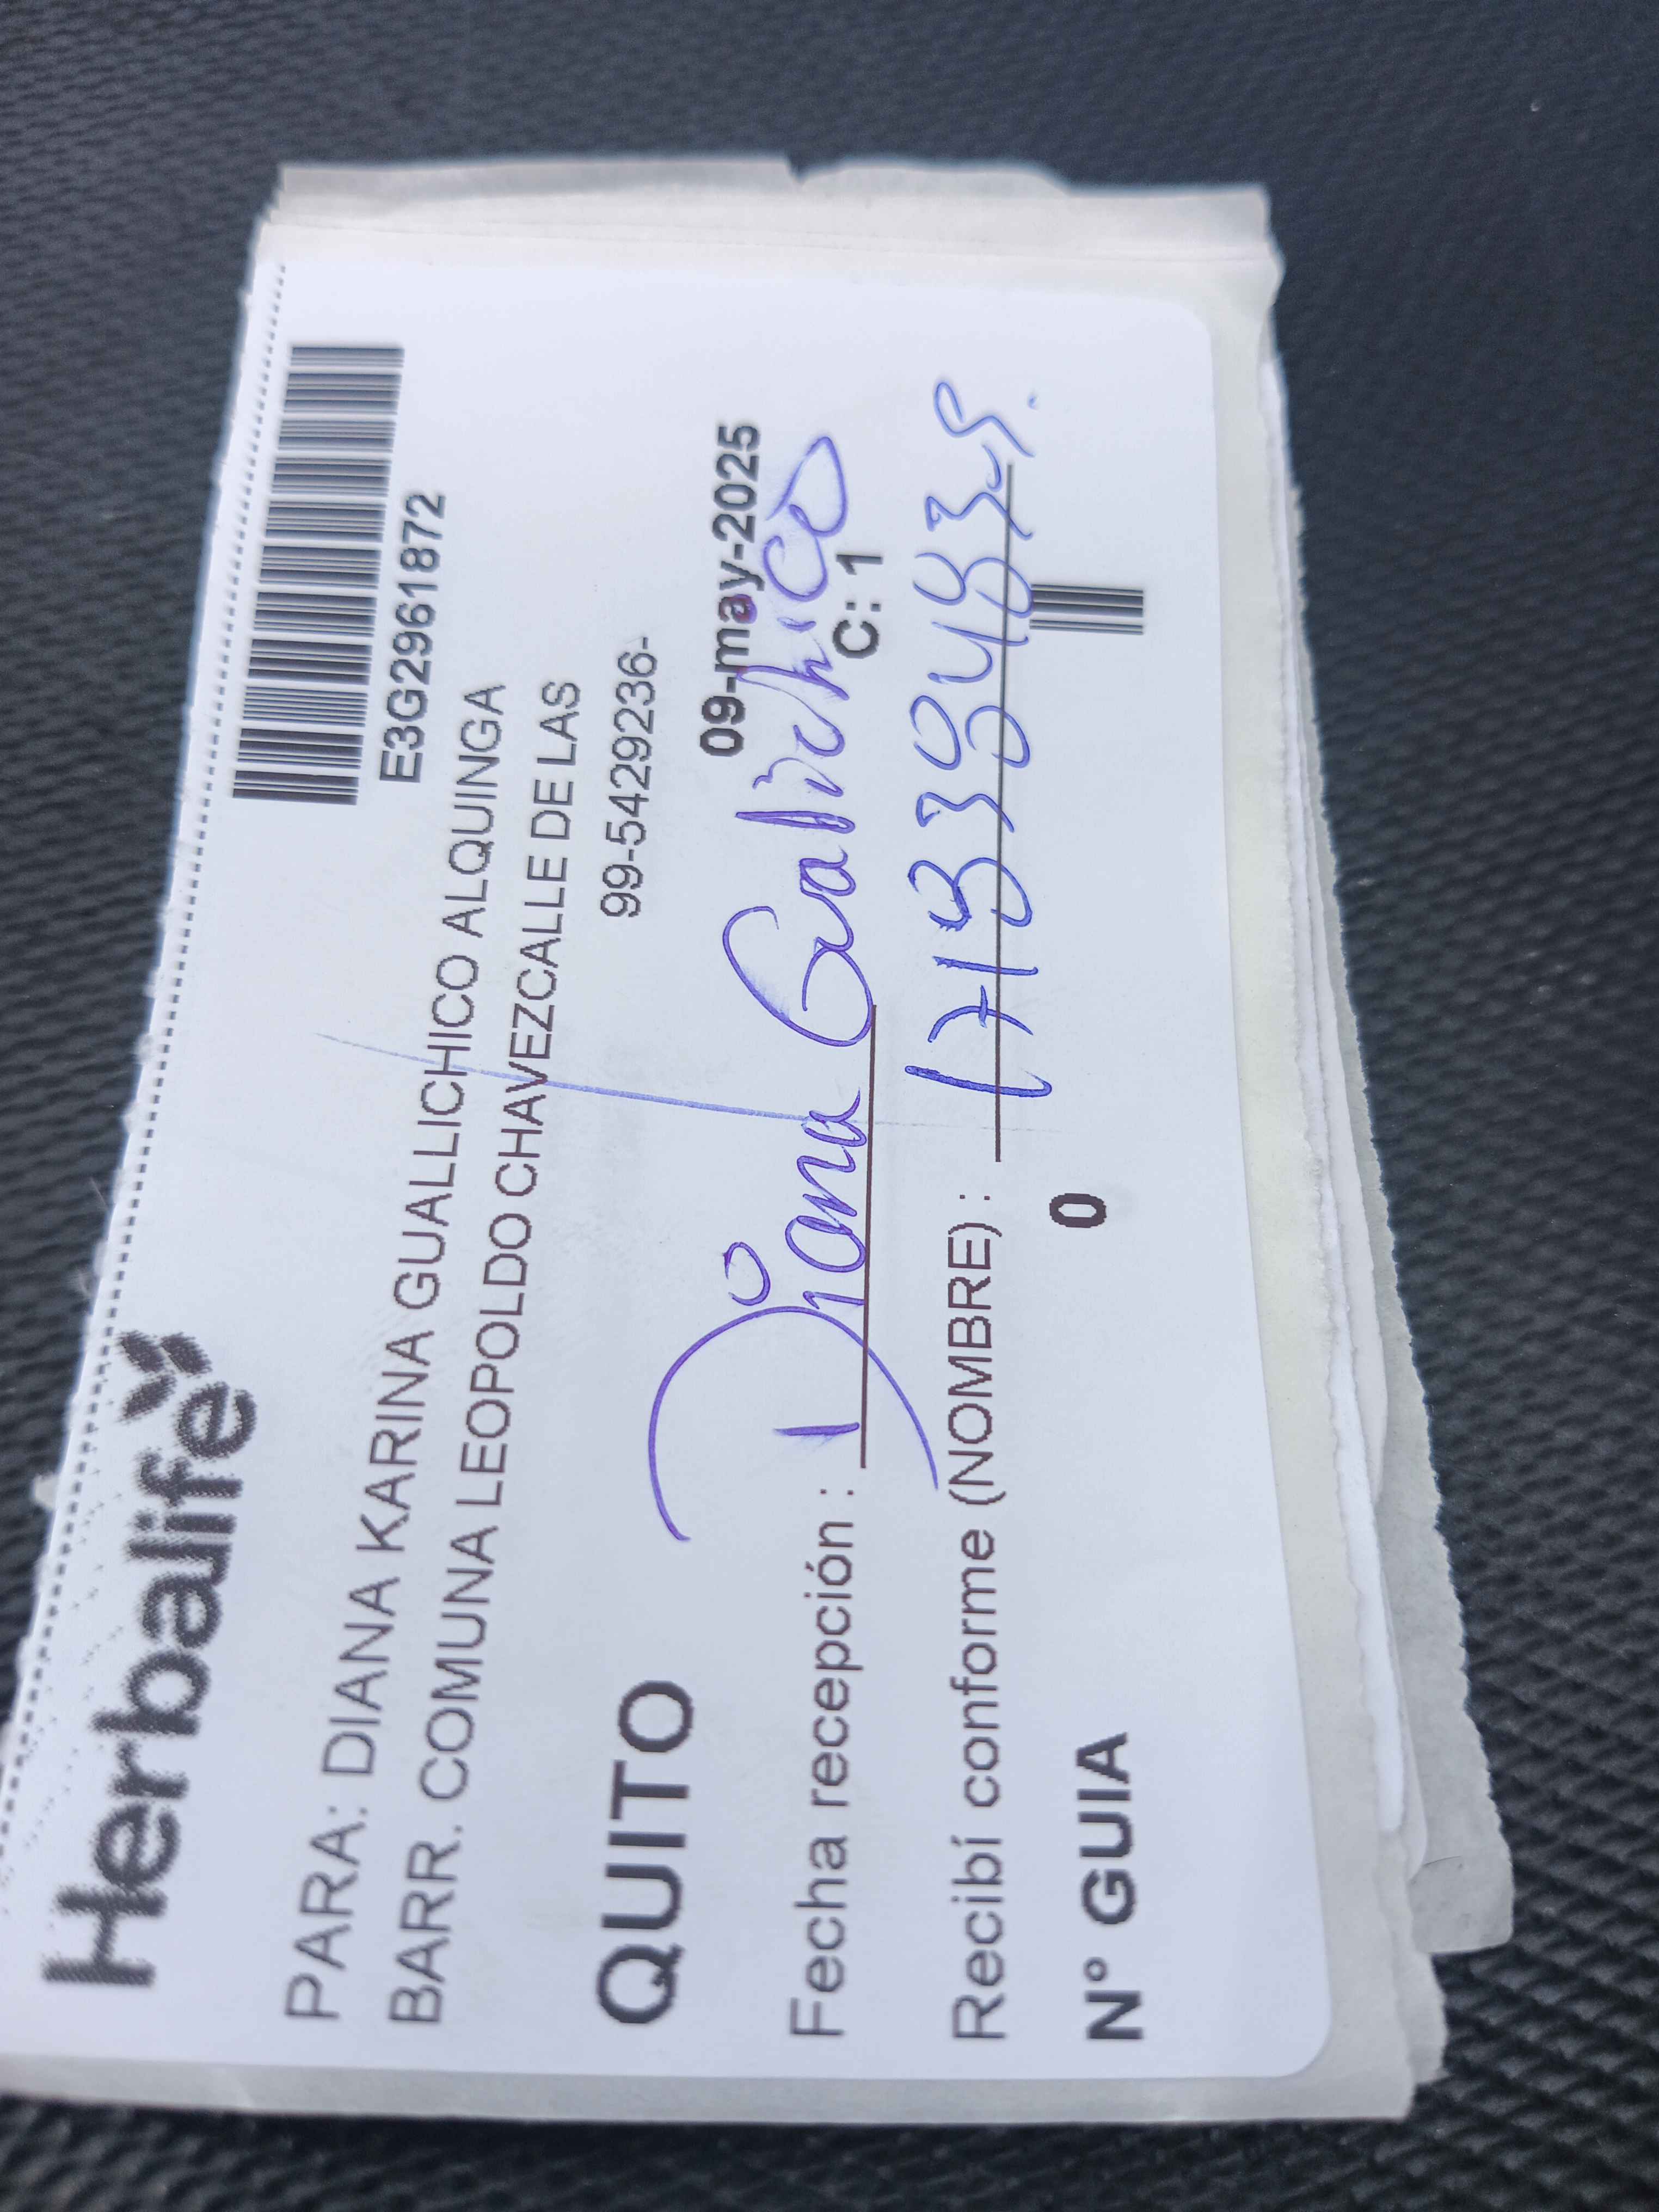 Herbalife
E3G2961872
PARA: DIANA KARINA GUALLICHICO ALQUINGA
BARR. COMUNA LEOPOLDO CHAVEZCALLE DE LAS
99-5429236-
QUITO
09-may-2025
Fecha recepción : Diana Gualichico
C: 1
Recibí conforme (NOMBRE) :
N° GUIA 0